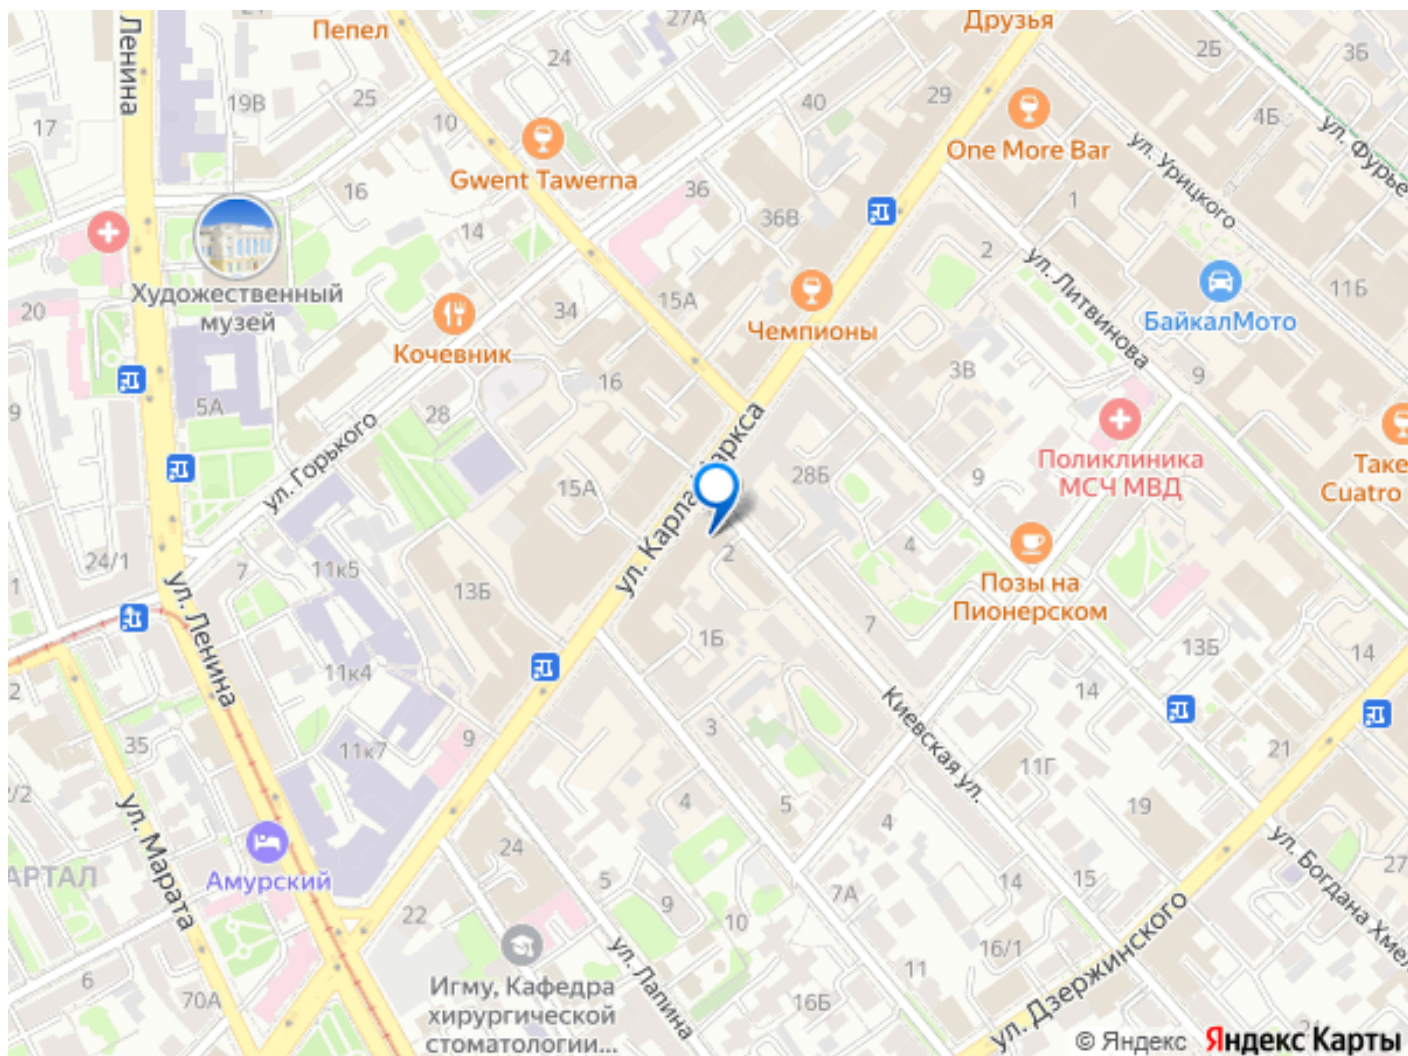 Ленина
Пепел
27А
Друзья
2Б
3Б
24
19В
25
17
10
40
29
4Б
One More Bar
ул. Урицкого
ул. Фурье
Gwent Tawerna
16
36
1
14
36В
2
20
Художественный
музей
34
15А
Чемпионы
ул. Литвинова
11Б
БайкалМото
Кочевник
16
3В
9
9
5А
28
ул. Горького
ул. Карла Маркса
Поликлиника
МСЧ МВД
Take
Cuatro
15А
28Б
9
24/1
7
11к5
13Б
2
4
Позы на
Пионерском
ул. Ленина
1Б
7
13Б
14
11к4
2
14
Киевская ул.
35
11к7
9
3
11Г
21
/2
ул. Марата
4
5
4
19
ул. Богдана Хмел
АРТАЛ
Амурский
24
5
9
7А
14
15
27
22
10
16/1
ул. Дзержинского
6
70А
Игму, Кафедра
хирургической
стоматологии...
ул. Лапина
11
16Б
© Яндекс Яндекс Карты